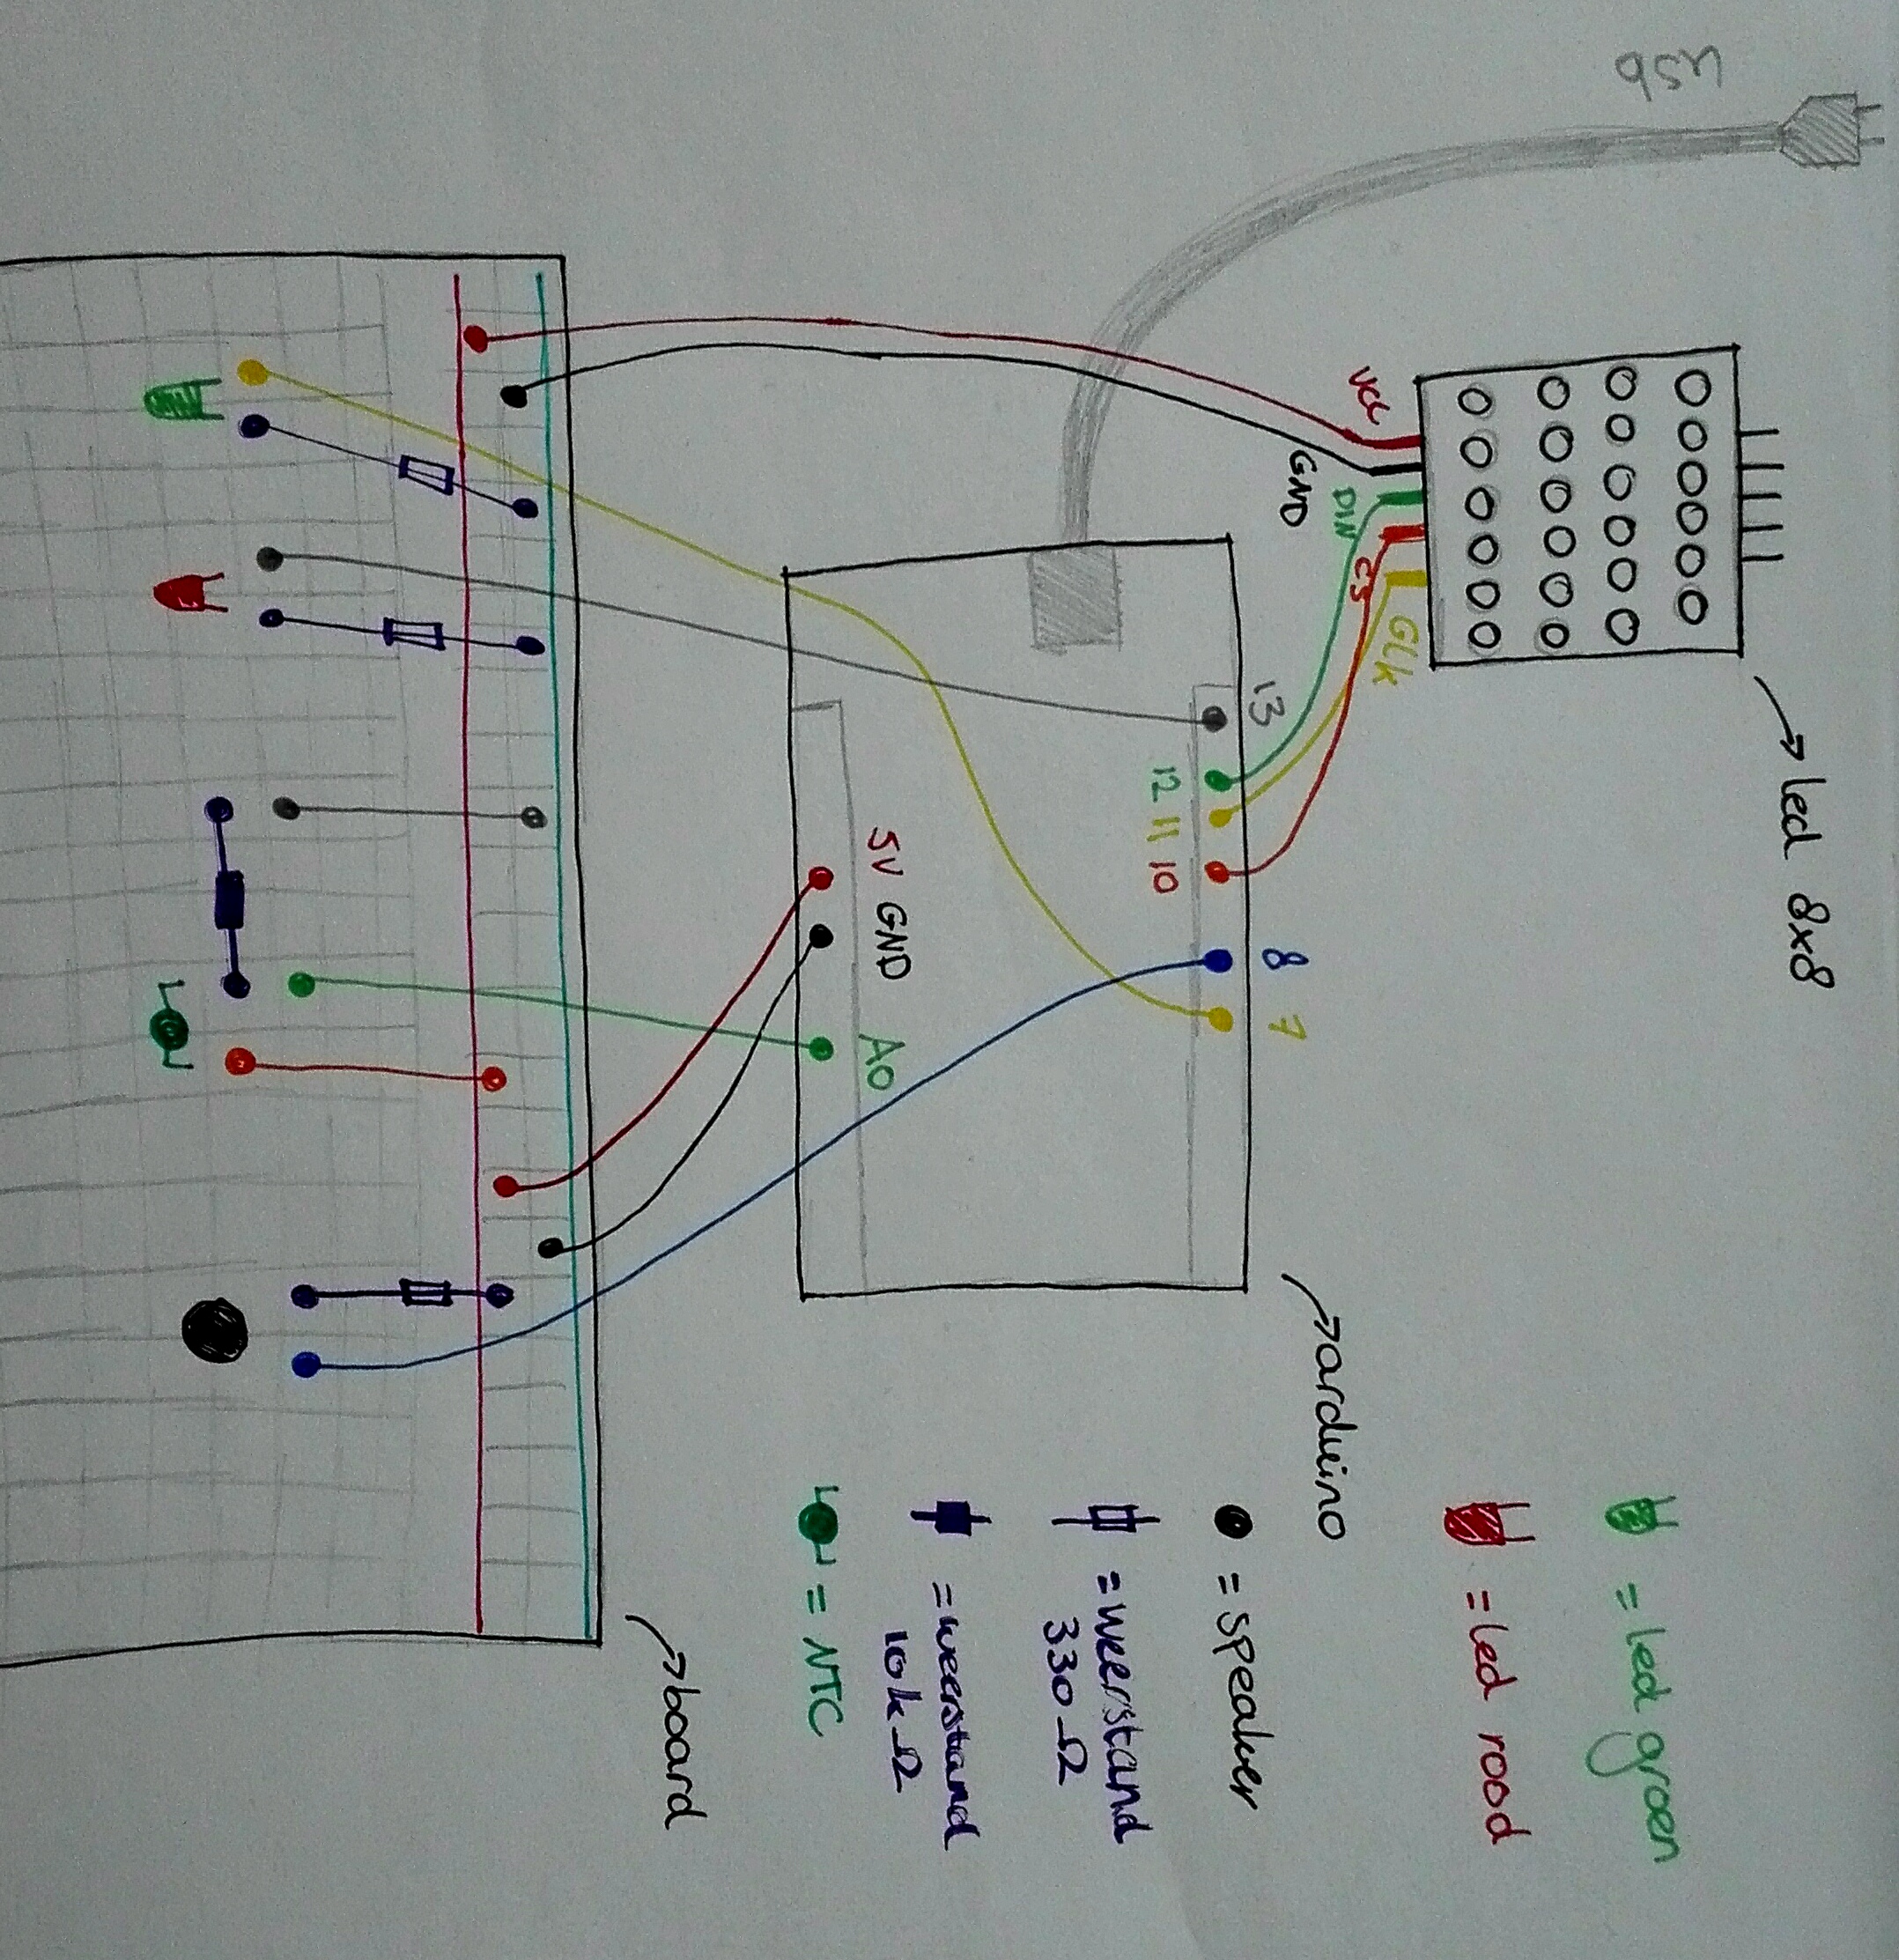 usb
led 8x8
= led groen
= led rood
VCC
GND
DIN
CS
GLK
arduino
13
8
7
12 11 10
= speaker
= weerstand
330 Ω
5V GND A0
= weerstand
10k Ω
= NTC
board